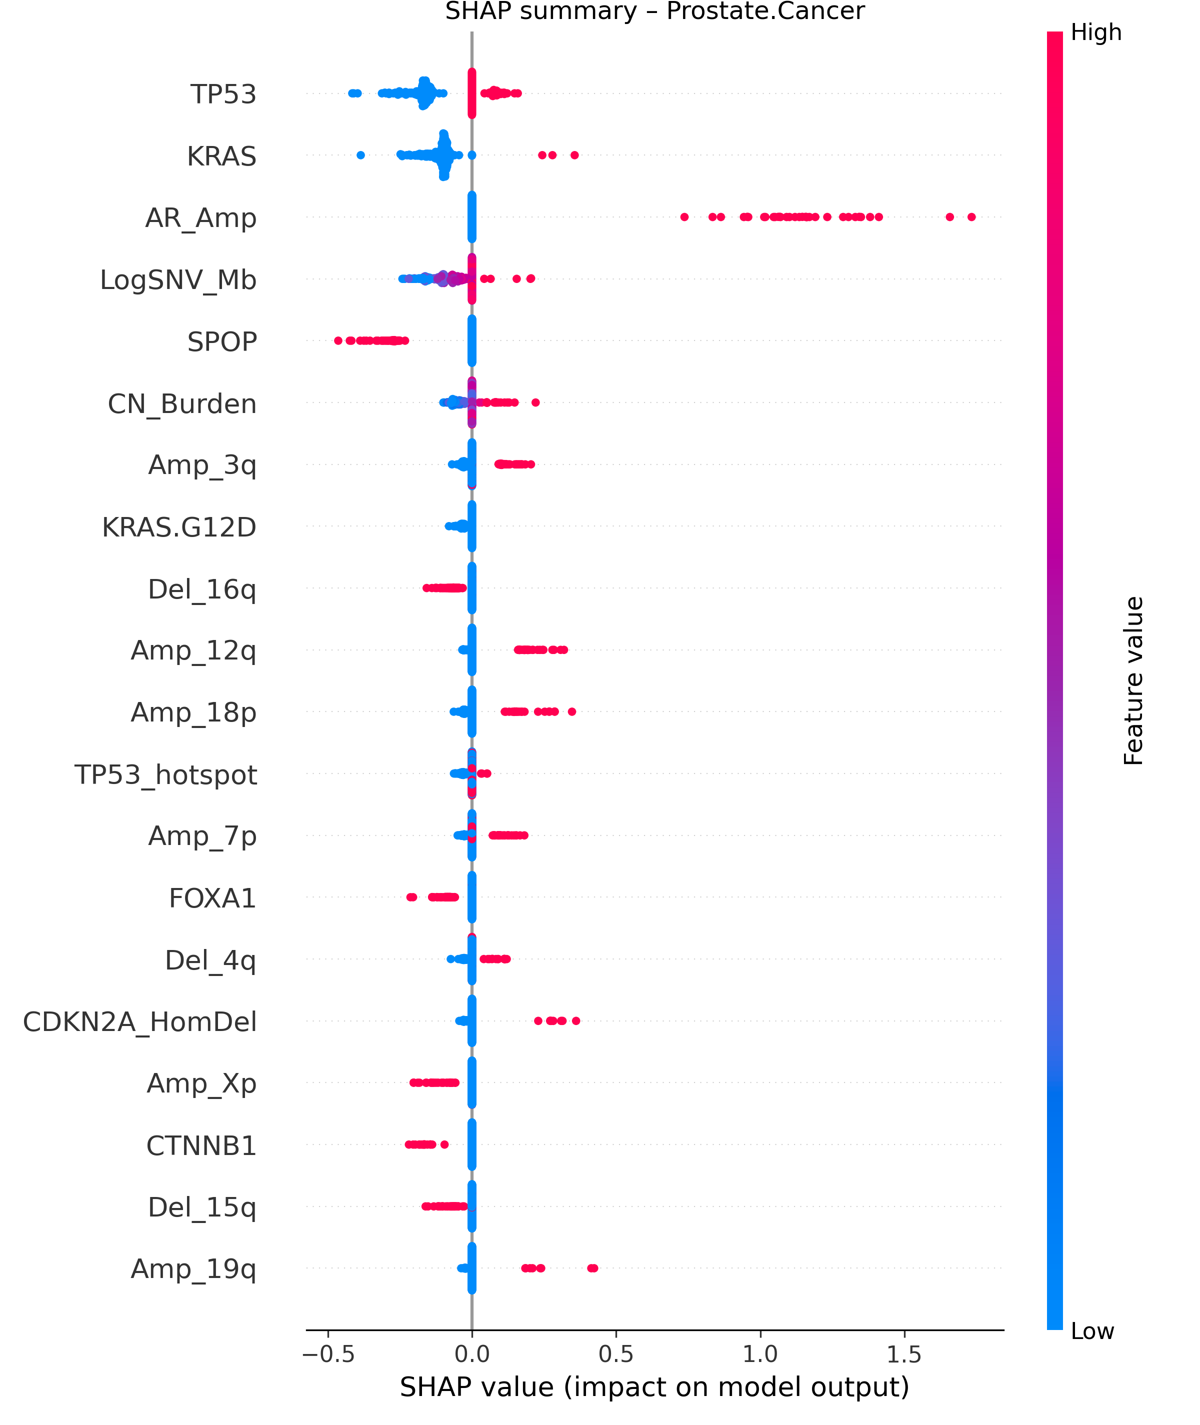 SHAP summary – Prostate.Cancer
High
TP53
KRAS
AR_Amp
LogSNV_Mb
SPOP
CN_Burden
Amp_3q
KRAS.G12D
Del_16q
Amp_12q
Amp_18p
TP53_hotspot
Amp_7p
FOXA1
Del_4q
CDKN2A_HomDel
Amp_Xp
CTNNB1
Del_15q
Amp_19q
Feature value
Low
−0.5 0.0 0.5 1.0 1.5
SHAP value (impact on model output)